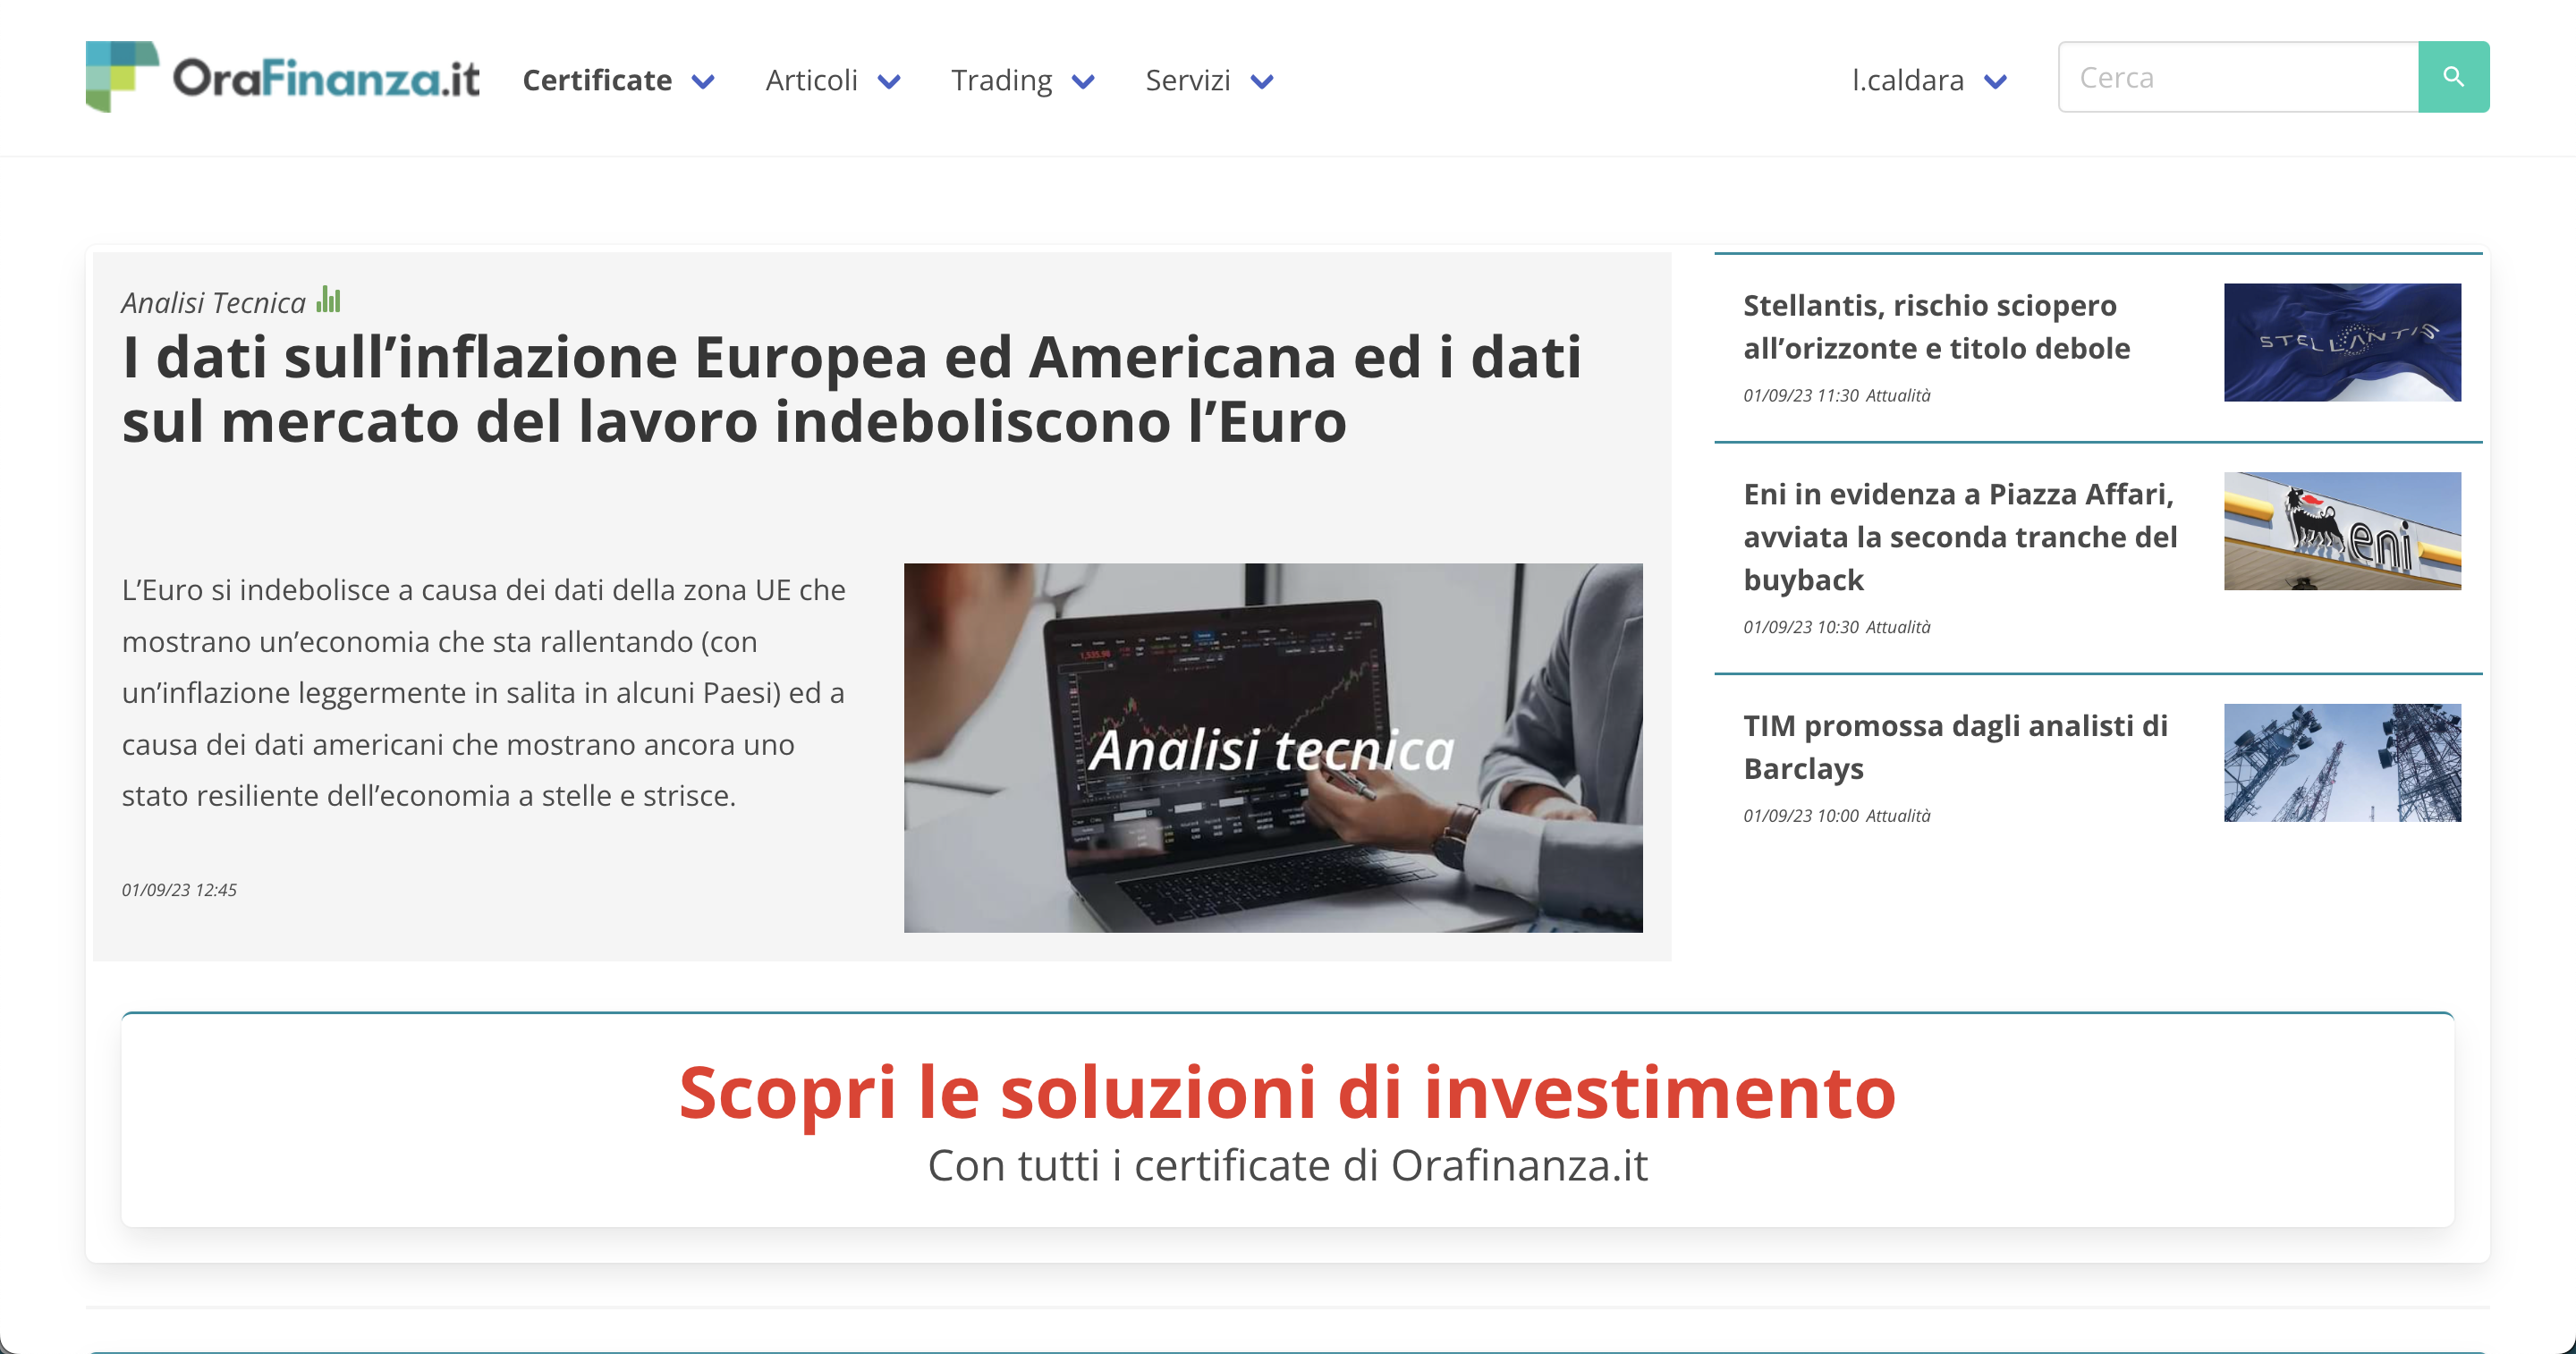 OraFinanza.it
Certificate
Articoli
Trading
Servizi
l.caldara
Cerca
Analisi Tecnica
I dati sull’inflazione Europea ed Americana ed i dati
sul mercato del lavoro indeboliscono l’Euro
L’Euro si indebolisce a causa dei dati della zona UE che
mostrano un’economia che sta rallentando (con
un’inflazione leggermente in salita in alcuni Paesi) ed a
causa dei dati americani che mostrano ancora uno
stato resiliente dell’economia a stelle e strisce.
01/09/23 12:45
Analisi tecnica
Stellantis, rischio sciopero
all’orizzonte e titolo debole
01/09/23 11:30 Attualità
STELLANTIS
Eni in evidenza a Piazza Affari,
avviata la seconda tranche del
buyback
01/09/23 10:30 Attualità
eni
TIM promossa dagli analisti di
Barclays
01/09/23 10:00 Attualità
Scopri le soluzioni di investimento
Con tutti i certificate di Orafinanza.it